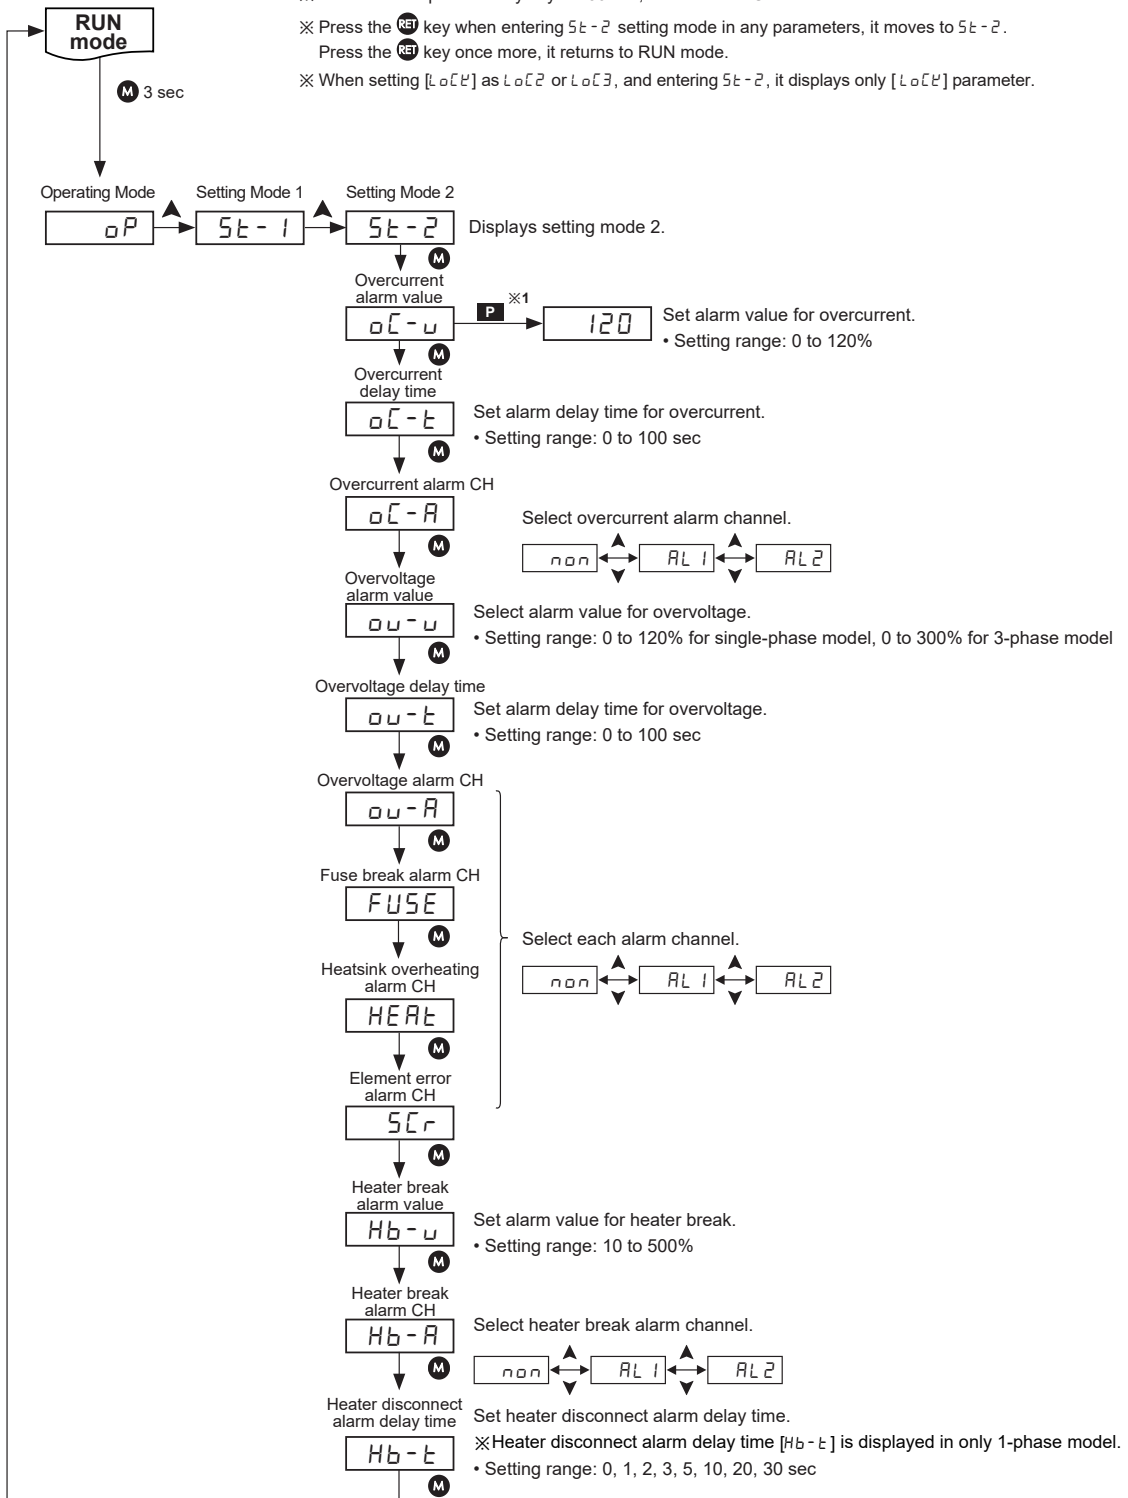 RUN
mode
※ Press the RET key when entering St-2 setting mode in any parameters, it moves to St-2.
Press the RET key once more, it returns to RUN mode.
※ When setting [LoCK] as LoC2 or LoC3, and entering St-2, it displays only [LoCK] parameter.
M 3 sec
Operating Mode
Setting Mode 1
Setting Mode 2
oP
St-1
St-2
Displays setting mode 2.
M
Overcurrent
alarm value
oC-v
P
※1
120
Set alarm value for overcurrent.
• Setting range: 0 to 120%
M
Overcurrent
delay time
oC-t
Set alarm delay time for overcurrent.
• Setting range: 0 to 100 sec
M
Overcurrent alarm CH
oC-A
Select overcurrent alarm channel.
non
AL1
AL2
M
Overvoltage
alarm value
ov-v
Select alarm value for overvoltage.
• Setting range: 0 to 120% for single-phase model, 0 to 300% for 3-phase model
M
Overvoltage delay time
ov-t
Set alarm delay time for overvoltage.
• Setting range: 0 to 100 sec
M
Overvoltage alarm CH
ov-A
M
Fuse break alarm CH
FUSE
M
Select each alarm channel.
non
AL1
AL2
Heatsink overheating
alarm CH
HEAt
M
Element error
alarm CH
SCr
M
Heater break
alarm value
Hb-v
Set alarm value for heater break.
• Setting range: 10 to 500%
M
Heater break
alarm CH
Hb-A
Select heater break alarm channel.
non
AL1
AL2
M
Heater disconnect
alarm delay time
Hb-t
Set heater disconnect alarm delay time.
※Heater disconnect alarm delay time [Hb-t] is displayed in only 1-phase model.
• Setting range: 0, 1, 2, 3, 5, 10, 20, 30 sec
M